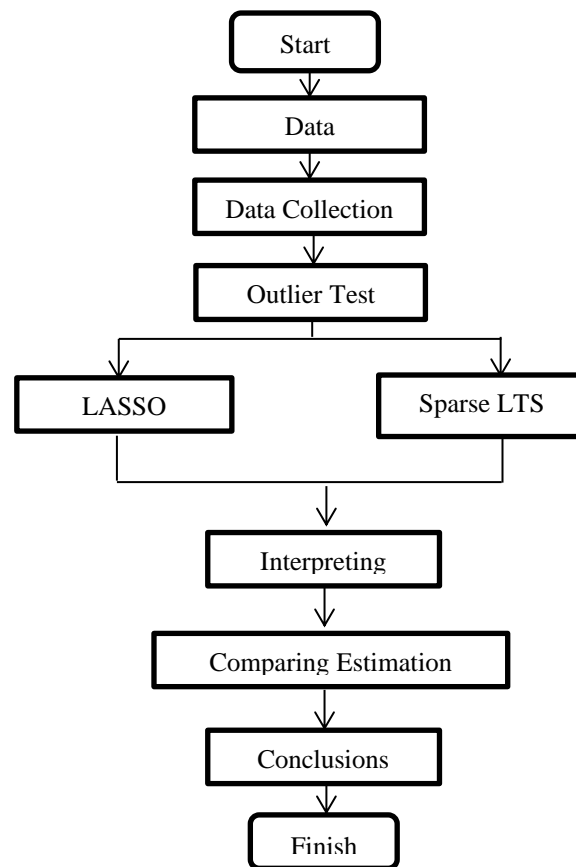 Start
Data
Data Collection
Outlier Test
LASSO
Sparse LTS
Interpreting
Comparing Estimation
Conclusions
Finish